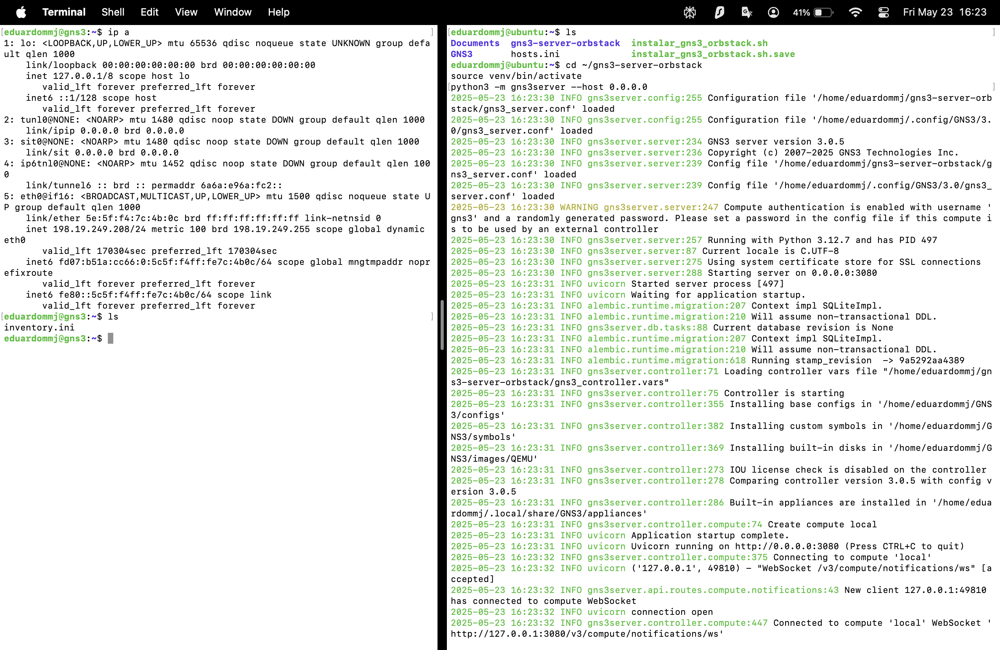 Terminal Shell Edit View Window Help 41% Fri May 23 16:23
[eduardommj@gns3:~$ ip a ]
1: lo: <LOOPBACK,UP,LOWER_UP> mtu 65536 qdisc noqueue state UNKNOWN group defa
ult qlen 1000
    link/loopback 00:00:00:00:00:00 brd 00:00:00:00:00:00
    inet 127.0.0.1/8 scope host lo
       valid_lft forever preferred_lft forever
    inet6 ::1/128 scope host
       valid_lft forever preferred_lft forever
2: tunl0@NONE: <NOARP> mtu 1480 qdisc noop state DOWN group default qlen 1000
    link/ipip 0.0.0.0 brd 0.0.0.0
3: sit0@NONE: <NOARP> mtu 1480 qdisc noop state DOWN group default qlen 1000
    link/sit 0.0.0.0 brd 0.0.0.0
4: ip6tnl0@NONE: <NOARP> mtu 1452 qdisc noop state DOWN group default qlen 100
0
    link/tunnel6 :: brd :: permaddr 6a6a:e96a:fc2::
5: eth0@if16: <BROADCAST,MULTICAST,UP,LOWER_UP> mtu 1500 qdisc noqueue state U
P group default qlen 1000
    link/ether 5e:5f:f4:7c:4b:0c brd ff:ff:ff:ff:ff:ff link-netnsid 0
    inet 198.19.249.208/24 metric 100 brd 198.19.249.255 scope global dynamic
eth0
       valid_lft 170304sec preferred_lft 170304sec
    inet6 fd07:b51a:cc66:0:5c5f:f4ff:fe7c:4b0c/64 scope global mngtmpaddr nopr
efixroute
       valid_lft forever preferred_lft forever
    inet6 fe80::5c5f:f4ff:fe7c:4b0c/64 scope link
       valid_lft forever preferred_lft forever
[eduardommj@gns3:~$ ls ]
inventory.ini
eduardommj@gns3:~$
[eduardommj@ubuntu:~$ ls ]
Documents  gns3-server-orbstack  instalar_gns3_orbstack.sh
GNS3       hosts.ini             instalar_gns3_orbstack.sh.save
eduardommj@ubuntu:~$ cd ~/gns3-server-orbstack
source venv/bin/activate
[python3 -m gns3server --host 0.0.0.0 ]
2025-05-23 16:23:30 INFO gns3server.config:255 Configuration file '/home/eduardommj/gns3-server-orb
stack/gns3_server.conf' loaded
2025-05-23 16:23:30 INFO gns3server.config:255 Configuration file '/home/eduardommj/.config/GNS3/3.
0/gns3_server.conf' loaded
2025-05-23 16:23:30 INFO gns3server.server:234 GNS3 server version 3.0.5
2025-05-23 16:23:30 INFO gns3server.server:236 Copyright (c) 2007-2025 GNS3 Technologies Inc.
2025-05-23 16:23:30 INFO gns3server.server:239 Config file '/home/eduardommj/gns3-server-orbstack/g
ns3_server.conf' loaded
2025-05-23 16:23:30 INFO gns3server.server:239 Config file '/home/eduardommj/.config/GNS3/3.0/gns3_
server.conf' loaded
2025-05-23 16:23:30 WARNING gns3server.server:247 Compute authentication is enabled with username '
gns3' and a randomly generated password. Please set a password in the config file if this compute i
s to be used by an external controller
2025-05-23 16:23:30 INFO gns3server.server:257 Running with Python 3.12.7 and has PID 497
2025-05-23 16:23:30 INFO gns3server.server:87 Current locale is C.UTF-8
2025-05-23 16:23:30 INFO gns3server.server:275 Using system certificate store for SSL connections
2025-05-23 16:23:30 INFO gns3server.server:288 Starting server on 0.0.0.0:3080
2025-05-23 16:23:31 INFO uvicorn Started server process [497]
2025-05-23 16:23:31 INFO uvicorn Waiting for application startup.
2025-05-23 16:23:31 INFO alembic.runtime.migration:207 Context impl SQLiteImpl.
2025-05-23 16:23:31 INFO alembic.runtime.migration:210 Will assume non-transactional DDL.
2025-05-23 16:23:31 INFO gns3server.db.tasks:88 Current database revision is None
2025-05-23 16:23:31 INFO alembic.runtime.migration:207 Context impl SQLiteImpl.
2025-05-23 16:23:31 INFO alembic.runtime.migration:210 Will assume non-transactional DDL.
2025-05-23 16:23:31 INFO alembic.runtime.migration:618 Running stamp_revision  -> 9a5292aa4389
2025-05-23 16:23:31 INFO gns3server.controller:71 Loading controller vars file "/home/eduardommj/gn
s3-server-orbstack/gns3_controller.vars"
2025-05-23 16:23:31 INFO gns3server.controller:75 Controller is starting
2025-05-23 16:23:31 INFO gns3server.controller:355 Installing base configs in '/home/eduardommj/GNS
3/configs'
2025-05-23 16:23:31 INFO gns3server.controller:382 Installing custom symbols in '/home/eduardommj/G
NS3/symbols'
2025-05-23 16:23:31 INFO gns3server.controller:369 Installing built-in disks in '/home/eduardommj/G
NS3/images/QEMU'
2025-05-23 16:23:31 INFO gns3server.controller:273 IOU license check is disabled on the controller
2025-05-23 16:23:31 INFO gns3server.controller:278 Comparing controller version 3.0.5 with config v
ersion 3.0.5
2025-05-23 16:23:31 INFO gns3server.controller:286 Built-in appliances are installed in '/home/edua
rdommj/.local/share/GNS3/appliances'
2025-05-23 16:23:31 INFO gns3server.controller.compute:74 Create compute local
2025-05-23 16:23:31 INFO uvicorn Application startup complete.
2025-05-23 16:23:31 INFO uvicorn Uvicorn running on http://0.0.0.0:3080 (Press CTRL+C to quit)
2025-05-23 16:23:32 INFO gns3server.controller.compute:375 Connecting to compute 'local'
2025-05-23 16:23:32 INFO uvicorn ('127.0.0.1', 49810) - "WebSocket /v3/compute/notifications/ws" [a
ccepted]
2025-05-23 16:23:32 INFO gns3server.api.routes.compute.notifications:43 New client 127.0.0.1:49810
has connected to compute WebSocket
2025-05-23 16:23:32 INFO uvicorn connection open
2025-05-23 16:23:32 INFO gns3server.controller.compute:447 Connected to compute 'local' WebSocket '
http://127.0.0.1:3080/v3/compute/notifications/ws'